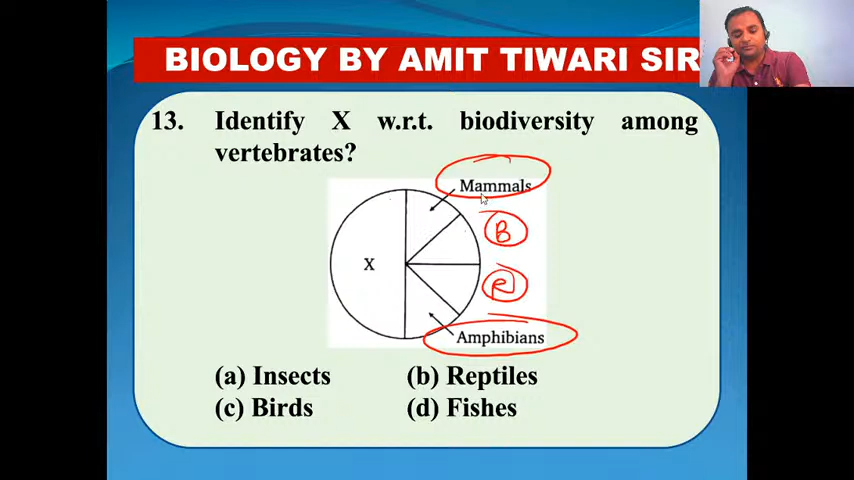 BIOLOGY BY AMIT TIWARI SIR
13. Identify X w.r.t. biodiversity among
vertebrates?
Mammals
B
X
R
Amphibians
(a) Insects (b) Reptiles
(c) Birds (d) Fishes